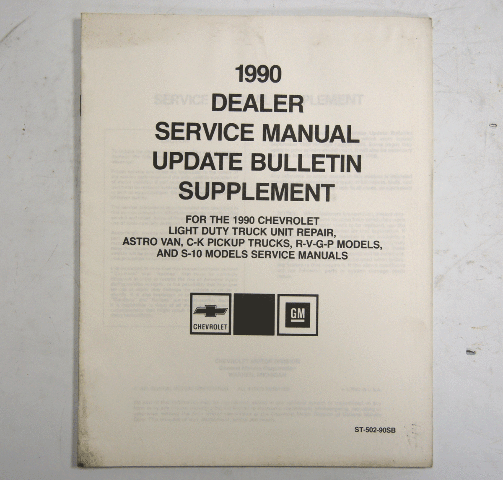 1990
DEALER
SERVICE MANUAL
UPDATE BULLETIN
SUPPLEMENT
FOR THE 1990 CHEVROLET
LIGHT DUTY TRUCK UNIT REPAIR,
ASTRO VAN, C-K PICKUP TRUCKS, R-V-G-P MODELS,
AND S-10 MODELS SERVICE MANUALS
CHEVROLET
GM
ST-502-90SB